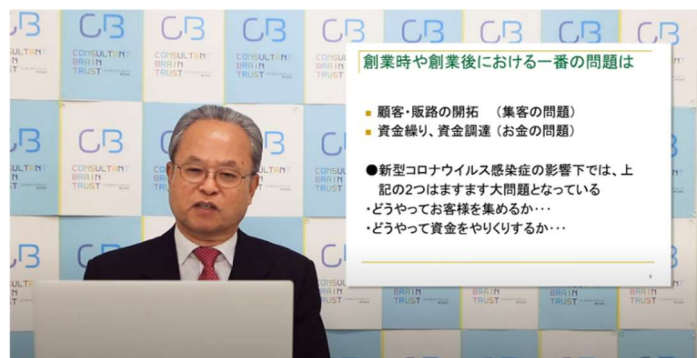 創業時や創業後における一番の問題は
■ 顧客・販路の開拓 （集客の問題）
■ 資金繰り、資金調達（お金の問題）
●新型コロナウイルス感染症の影響下では、上
記の2つはますます大問題となっている
・どうやってお客様を集めるか・・・
・どうやって資金をやりくりするか・・・
CB
CONSULTANT
BRAIN
TRUST